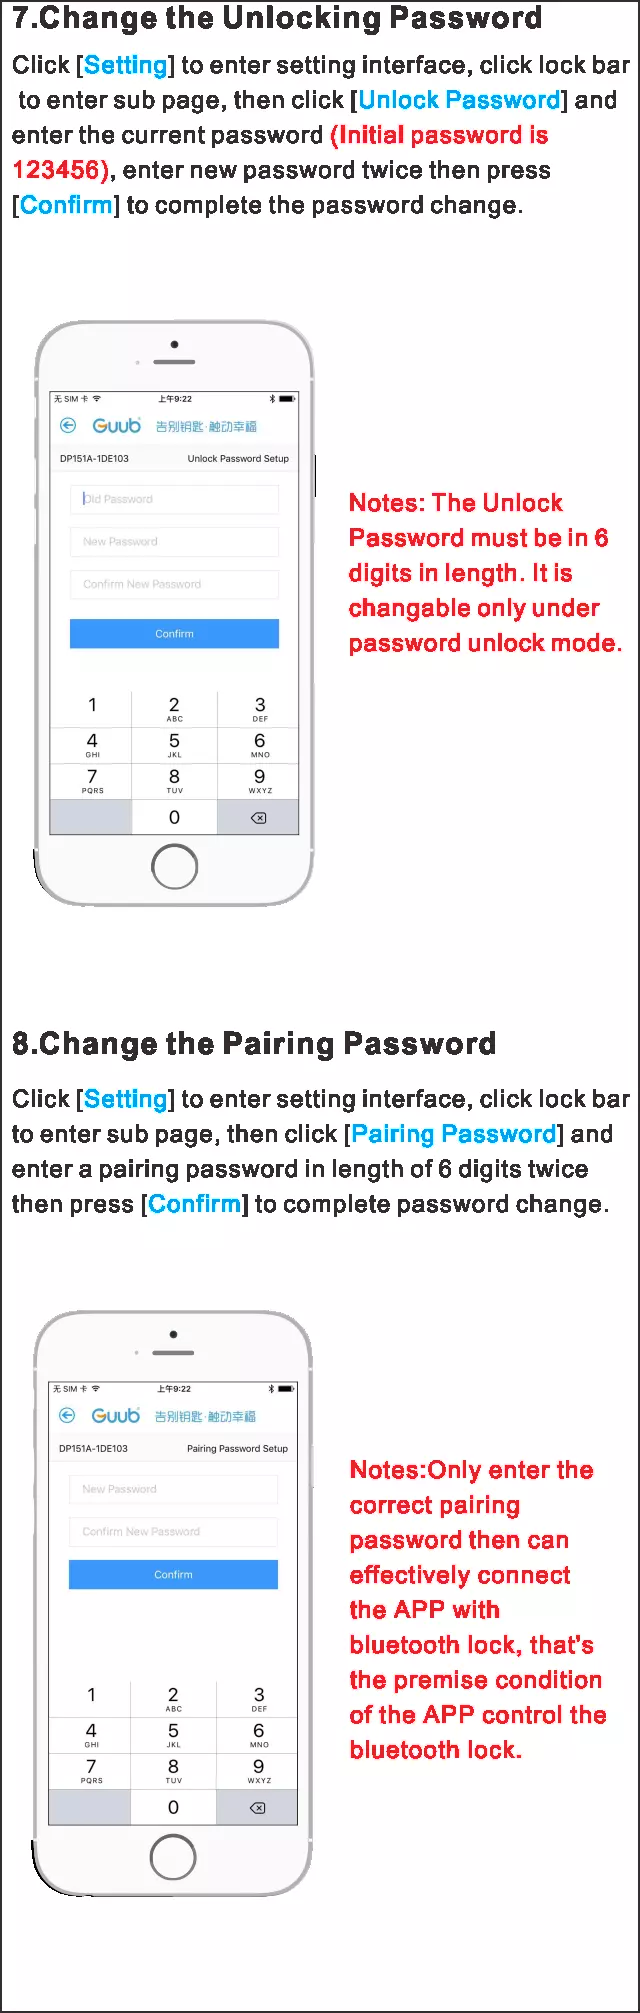 7.Change the Unlocking Password
Click [Setting] to enter setting interface, click lock bar
to enter sub page, then click [Unlock Password] and
enter the current password (Initial password is
123456), enter new password twice then press
[Confirm] to complete the password change.
无 SIM 卡 上午9:22
Guub 告别钥匙·触动幸福
DP151A-1DE103 Unlock Password Setup
Old Password
New Password
Confirm New Password
Confirm
1 2 3
ABC DEF
4 5 6
GHI JKL MNO
7 8 9
PQRS TUV WXYZ
0
Notes: The Unlock
Password must be in 6
digits in length. It is
changable only under
password unlock mode.
8.Change the Pairing Password
Click [Setting] to enter setting interface, click lock bar
to enter sub page, then click [Pairing Password] and
enter a pairing password in length of 6 digits twice
then press [Confirm] to complete password change.
无 SIM 卡 上午9:22
Guub 告别钥匙·触动幸福
DP151A-1DE103 Pairing Password Setup
New Password
Confirm New Password
Confirm
1 2 3
ABC DEF
4 5 6
GHI JKL MNO
7 8 9
PQRS TUV WXYZ
0
Notes:Only enter the
correct pairing
password then can
effectively connect
the APP with
bluetooth lock, that's
the premise condition
of the APP control the
bluetooth lock.